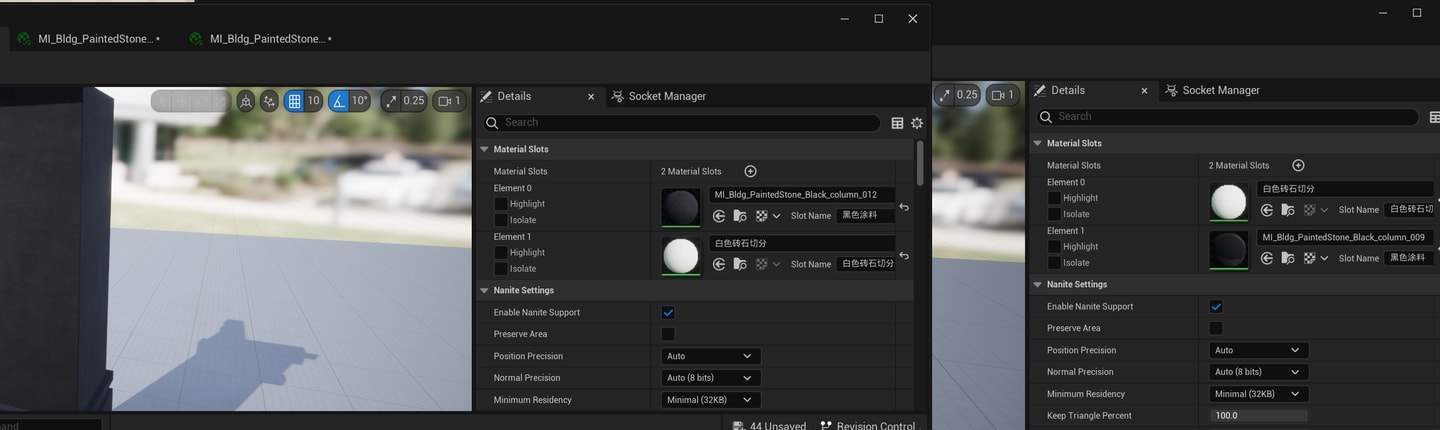 MI_Bldg_PaintedStone... •
MI_Bldg_PaintedStone... •
10
10°
0.25
1
Details
Socket Manager
Search
Material Slots
Material Slots
2 Material Slots
Element 0
Highlight
Isolate
MI_Bldg_PaintedStone_Black_column_012
Slot Name
黑色涂料
Element 1
Highlight
Isolate
白色砖石切分
Slot Name
白色砖石切分
Nanite Settings
Enable Nanite Support
Preserve Area
Position Precision
Auto
Normal Precision
Auto (8 bits)
Minimum Residency
Minimal (32KB)
44 Unsaved
Revision Control
0.25
1
Details
Socket Manager
Search
Material Slots
Material Slots
2 Material Slots
Element 0
Highlight
Isolate
白色砖石切分
Slot Name
白色砖石切
Element 1
Highlight
Isolate
MI_Bldg_PaintedStone_Black_column_009
Slot Name
黑色涂料
Nanite Settings
Enable Nanite Support
Preserve Area
Position Precision
Auto
Normal Precision
Auto (8 bits)
Minimum Residency
Minimal (32KB)
Keep Triangle Percent
100.0